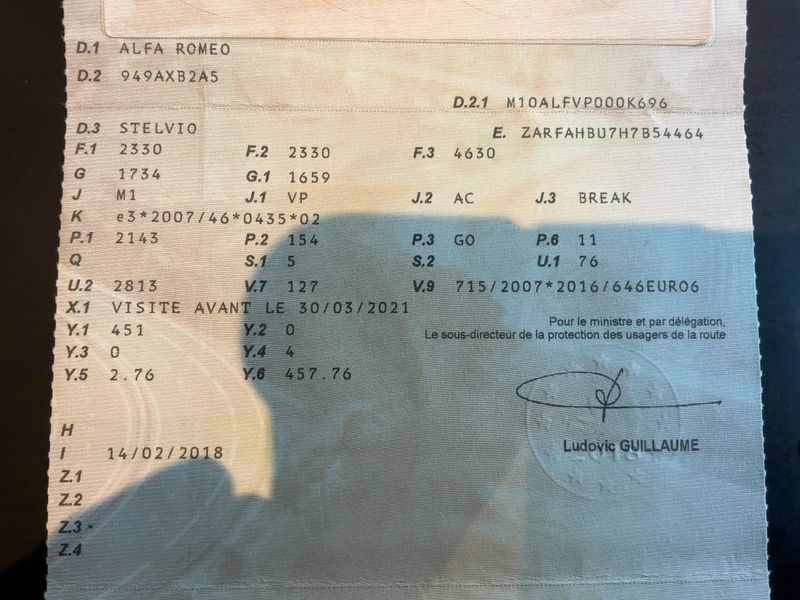 D.1 ALFA ROMEO
D.2 949AXB2A5
D.2.1 M10ALFVP000K696
D.3 STELVIO E. ZARFAHBU7H7B54464
F.1 2330 F.2 2330 F.3 4630
G 1734 G.1 1659
J M1 J.1 VP J.2 AC J.3 BREAK
K e3*2007/46*0435*02
P.1 2143 P.2 154 P.3 GO P.6 11
Q S.1 5 S.2 U.1 76
U.2 2813 V.7 127 V.9 715/2007*2016/646EURO6
X.1 VISITE AVANT LE 30/03/2021
Y.1 451 Y.2 0
Pour le ministre et par délégation,
Le sous-directeur de la protection des usagers de la route
Y.3 0 Y.4 4
Y.5 2.76 Y.6 457.76
H
Ludovic GUILLAUME
I 14/02/2018
Z.1
Z.2
Z.3
Z.4